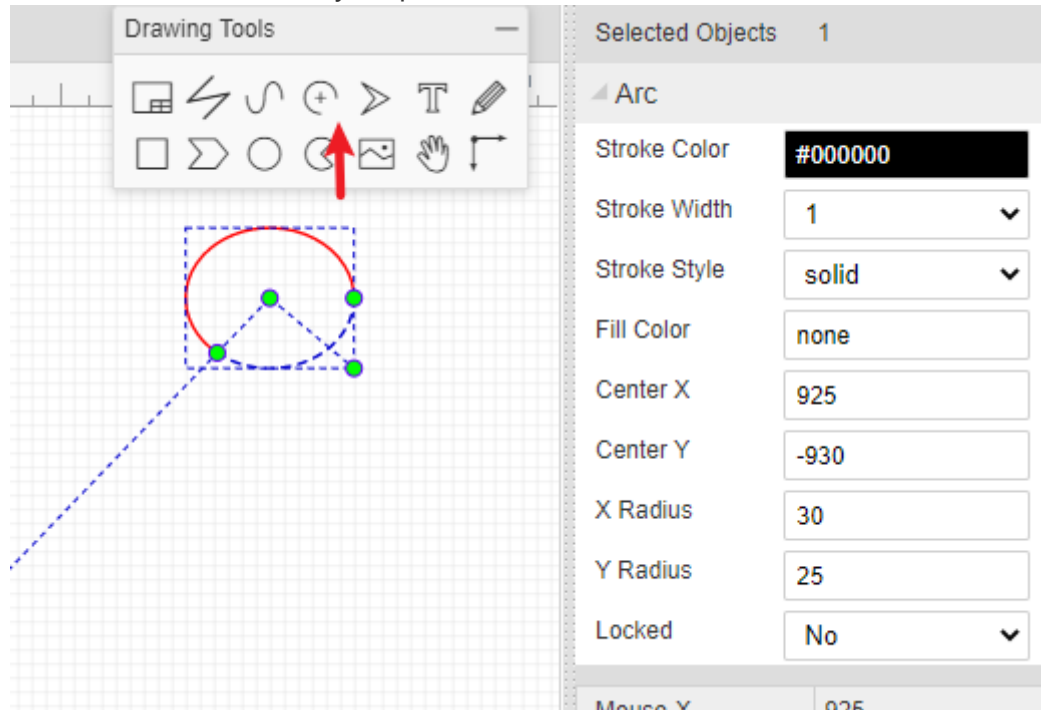 Drawing Tools
Selected Objects 1
Arc
Stroke Color #000000
Stroke Width 1
Stroke Style solid
Fill Color none
Center X 925
Center Y -930
X Radius 30
Y Radius 25
Locked No
Mouse X 925